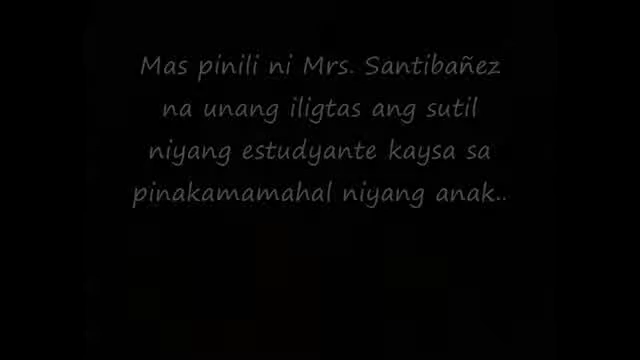 Mas pinili ni Mrs. Santibañez
na unang iligtas ang sutil
niyang estudyante kaysa sa
pinakamamahal niyang anak..